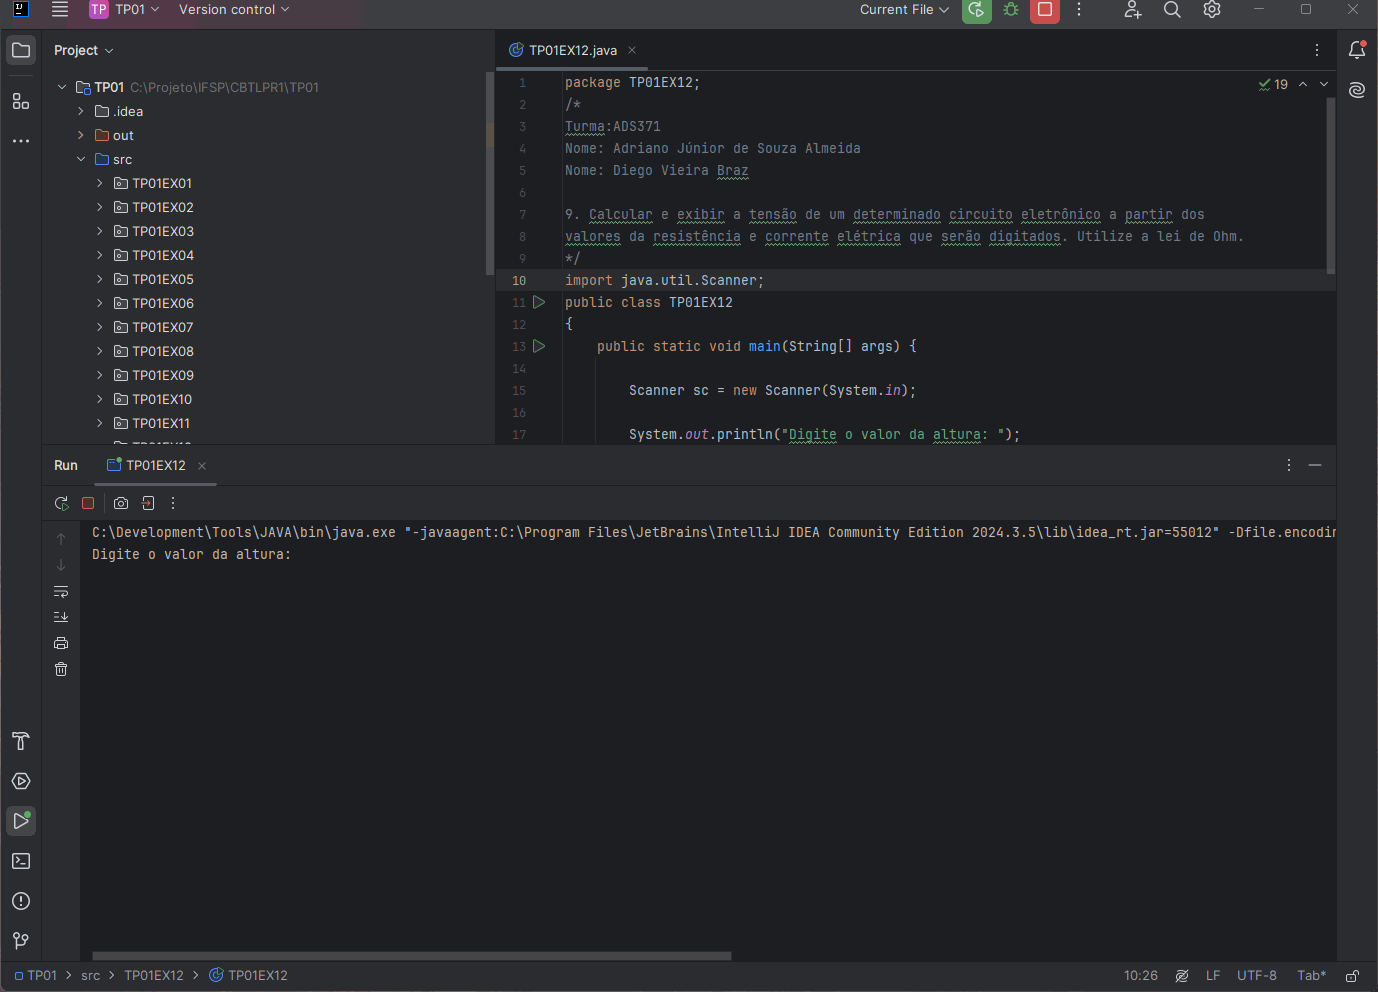 TP TP01 Version control Current File
Project
TP01EX12.java
TP01 C:\Projeto\IFSP\CBTLPR1\TP01
.idea
out
src
TP01EX01
TP01EX02
TP01EX03
TP01EX04
TP01EX05
TP01EX06
TP01EX07
TP01EX08
TP01EX09
TP01EX10
TP01EX11
19
1 package TP01EX12;
2 /*
3 Turma:ADS371
4 Nome: Adriano Júnior de Souza Almeida
5 Nome: Diego Vieira Braz
6
7 9. Calcular e exibir a tensão de um determinado circuito eletrônico a partir dos
8 valores da resistência e corrente elétrica que serão digitados. Utilize a lei de Ohm.
9 */
10 import java.util.Scanner;
11 public class TP01EX12
12 {
13 public static void main(String[] args) {
14
15 Scanner sc = new Scanner(System.in);
16
17 System.out.println("Digite o valor da altura: ");
Run TP01EX12
C:\Development\Tools\JAVA\bin\java.exe "-javaagent:C:\Program Files\JetBrains\IntelliJ IDEA Community Edition 2024.3.5\lib\idea_rt.jar=55012" -Dfile.encodin
Digite o valor da altura:
TP01 > src > TP01EX12 > TP01EX12 10:26 LF UTF-8 Tab*